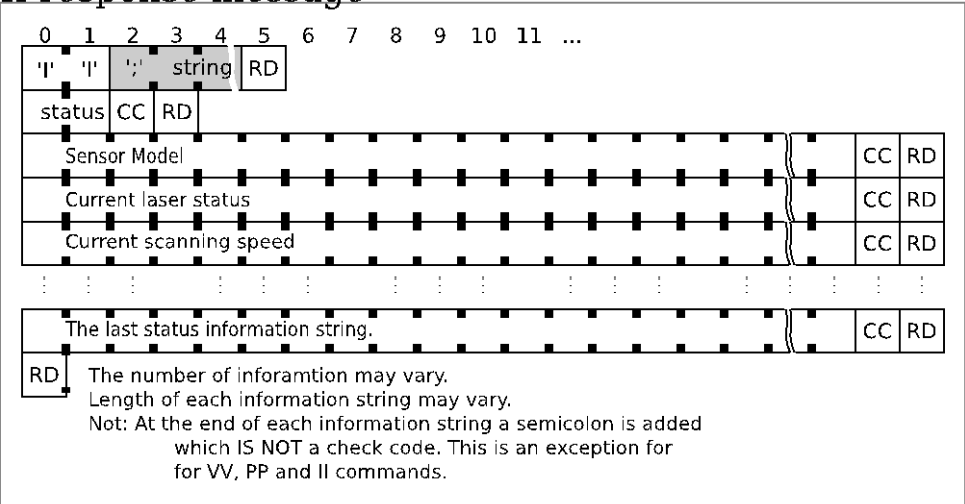 0 1 2 3 4 5 6 7 8 9 10 11 ...
'I' 'I' ';' string RD
status CC RD
Sensor Model CC RD
Current laser status CC RD
Current scanning speed CC RD
The last status information string. CC RD
RD The number of inforamtion may vary.
Length of each information string may vary.
Not: At the end of each information string a semicolon is added
which IS NOT a check code. This is an exception for
for VV, PP and II commands.